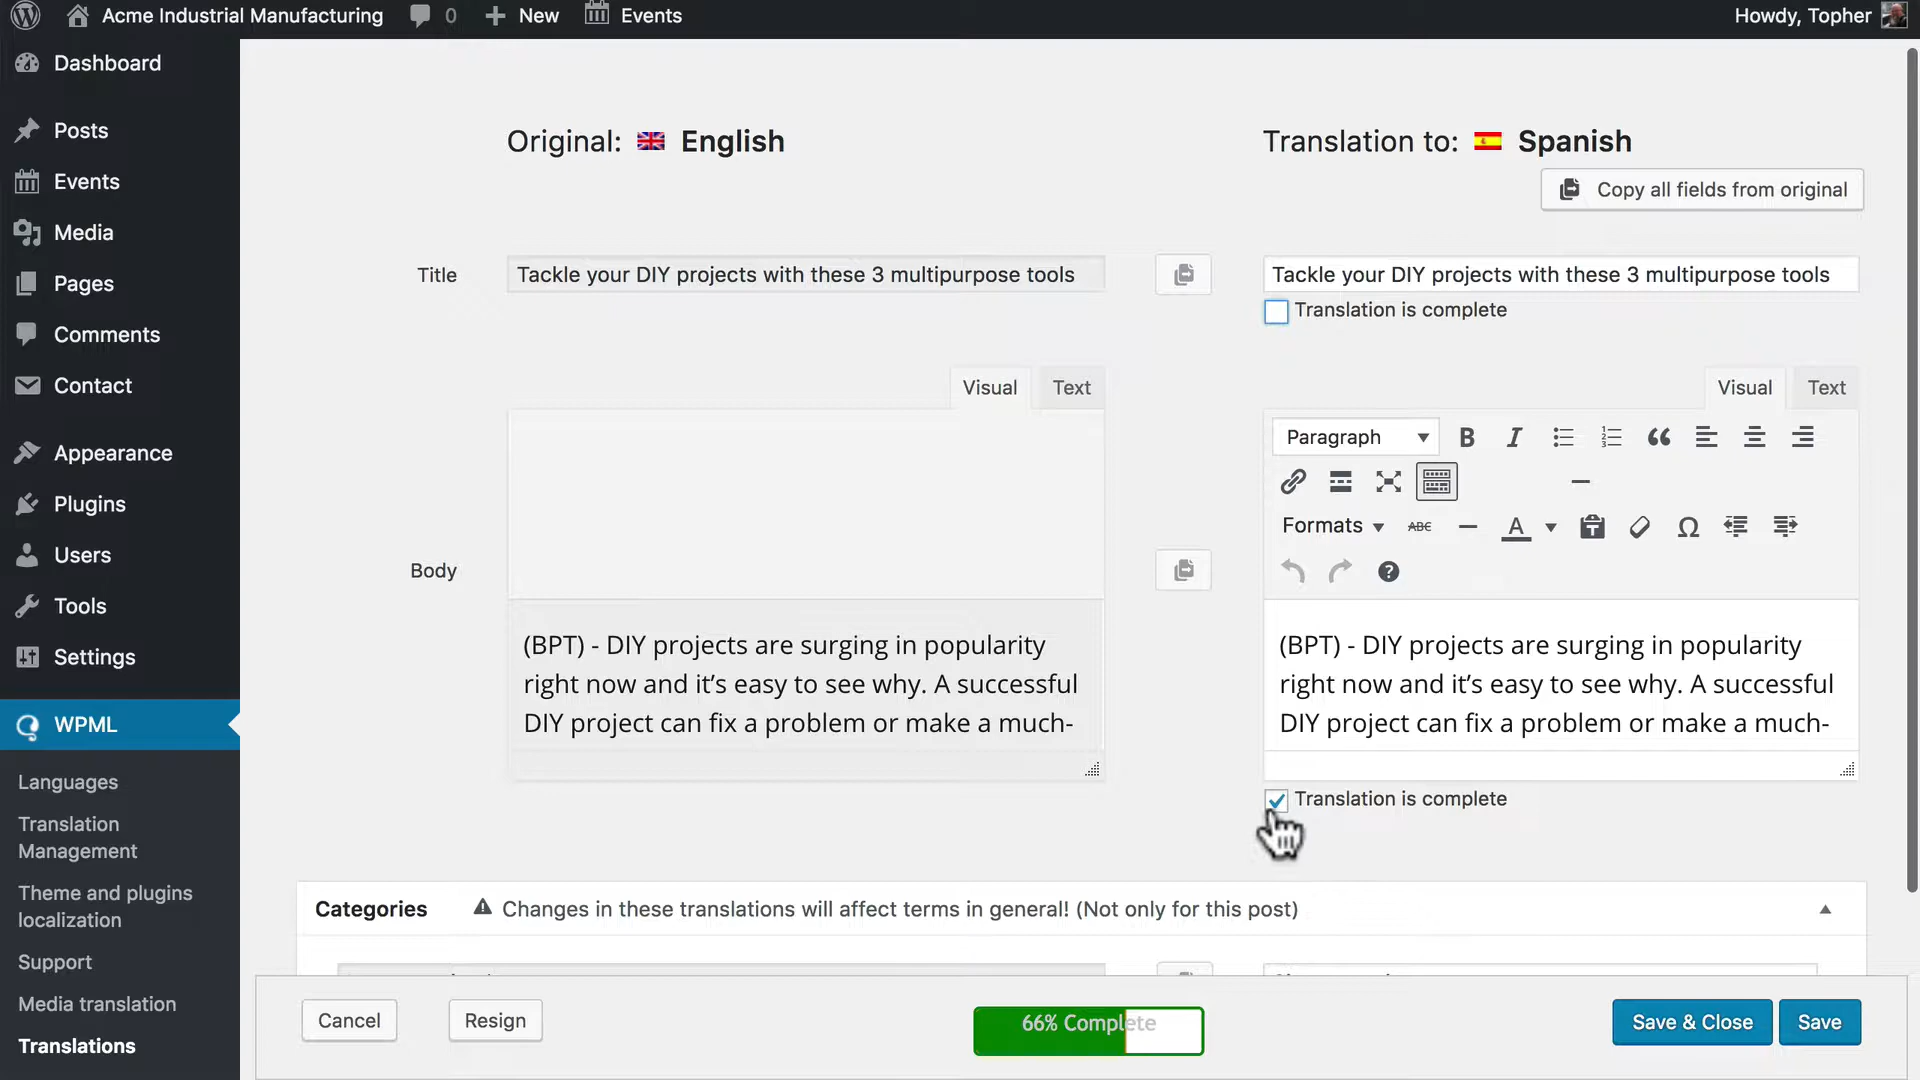 Acme Industrial Manufacturing 0 New Events Howdy, Topher
Dashboard
Posts
Events
Media
Pages
Comments
Contact
Appearance
Plugins
Users
Tools
Settings
WPML
Languages
Translation
Management
Theme and plugins
localization
Support
Media translation
Translations
Original: English
Translation to: Spanish
Copy all fields from original
Title
Tackle your DIY projects with these 3 multipurpose tools
Tackle your DIY projects with these 3 multipurpose tools
Translation is complete
Visual Text
Visual Text
Paragraph
Formats ABC A
Body
(BPT) - DIY projects are surging in popularity
right now and it’s easy to see why. A successful
DIY project can fix a problem or make a much-
(BPT) - DIY projects are surging in popularity
right now and it’s easy to see why. A successful
DIY project can fix a problem or make a much-
Translation is complete
Categories Changes in these translations will affect terms in general! (Not only for this post)
Cancel Resign 66% Complete Save & Close Save